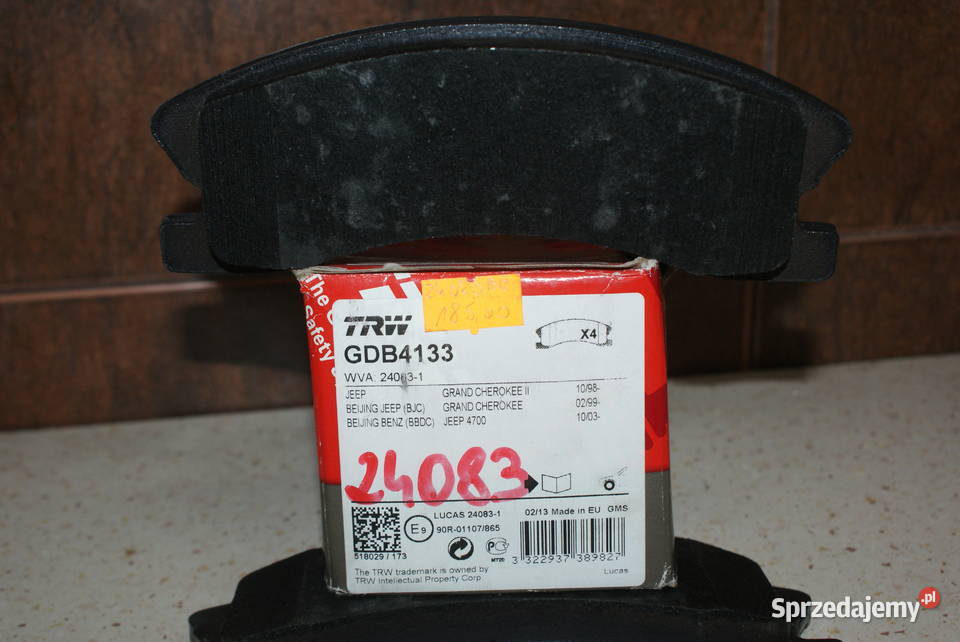 The
Safety
TRW
185,00
GDB4133
X4
WVA: 24083-1
JEEP GRAND CHEROKEE II 10/98-
BEIJING JEEP (BJC) GRAND CHEROKEE 02/99-
BEIJING BENZ (BBDC) JEEP 4700 10/03-
24083
LUCAS 24083-1
02/13 Made in EU GMS
E9
90R-01107/865
518029 / 173
MT20
3 322937 389827
The TRW trademark is owned by
TRW Intellectual Property Corp
Lucas
Sprzedajemy.pl